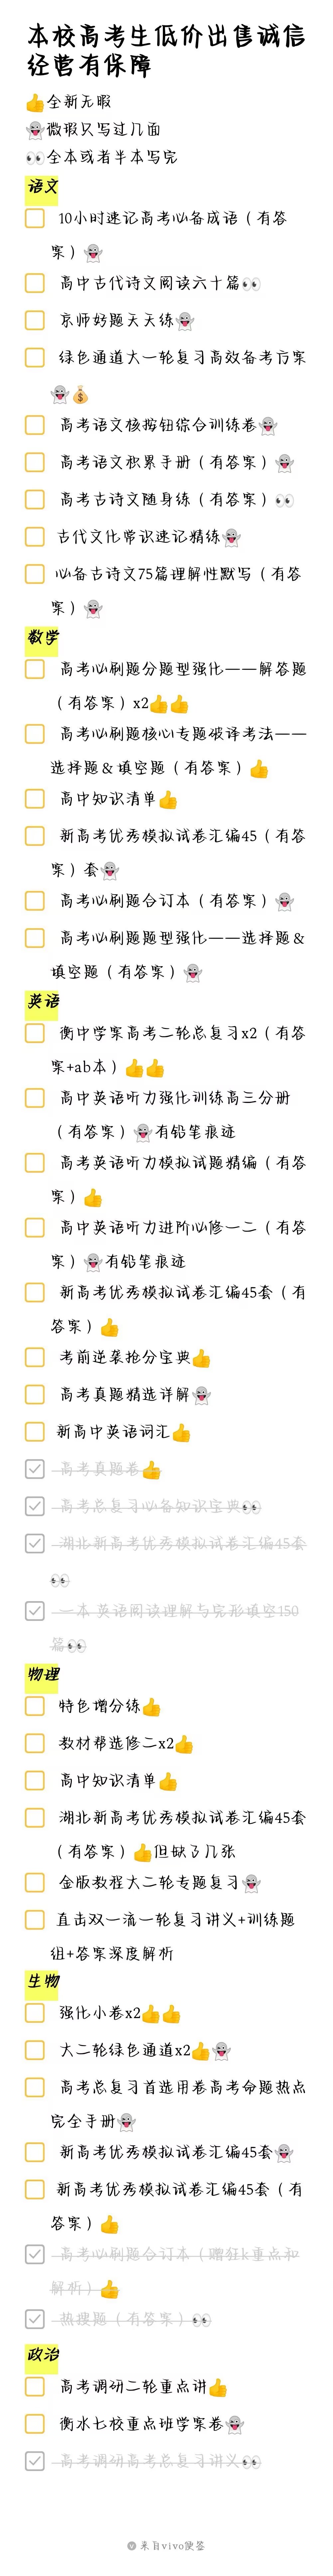 本校高考生低价出售诚信
经营有保障
👍全新无暇
👻微瑕只写过几面
👀全本或者半本写完
语文
10小时速记高考必备成语（有答
案）👻
高中古代诗文阅读六十篇👀
京师好题天天练👻
绿色通道大一轮复习高效备考方案
👻💰
高考语文核按钮综合训练卷👻
高考语文积累手册（有答案）👻
高考古诗文随身练（有答案）👀
古代文化常识速记精练👻
必备古诗文75篇理解性默写（有答
案）👻
数学
高考必刷题分题型强化——解答题
（有答案）x2👍👍
高考必刷题核心专题破译考法——
选择题＆填空题（有答案）👍
高中知识清单👍
新高考优秀模拟试卷汇编45（有答
案）套👻
高考必刷题合订本（有答案）👻
高考必刷题题型强化——选择题＆
填空题（有答案）👻
英语
衡中学案高考二轮总复习x2（有答
案+ab本）👍👍
高中英语听力强化训练高三分册
（有答案）👻有铅笔痕迹
高考英语听力模拟试题精编（有答
案）👍
高中英语听力进阶必修一二（有答
案）👻有铅笔痕迹
新高考优秀模拟试卷汇编45套（有
答案）👍
考前逆袭抢分宝典👍
高考真题精选详解👻
新高中英语词汇👍
高考真题卷👍
高考总复习必备知识宝典👀
湖北新高考优秀模拟试卷汇编45套
👀
一本 英语阅读理解与完形填空150
篇👀
物理
特色增分练👍
教材帮选修二x2👍
高中知识清单👍
湖北新高考优秀模拟试卷汇编45套
（有答案）👍但缺了几张
金版教程大二轮专题复习👻
直击双一流一轮复习讲义+训练题
组+答案深度解析
生物
强化小卷x2👍👍
大二轮绿色通道x2👍👻
高考总复习首选用卷高考命题热点
完全手册👻
新高考优秀模拟试卷汇编45套👻
新高考优秀模拟试卷汇编45套（有
答案）👍
高考必刷题合订本（赠狂k重点和
解析）👍
热搜题（有答案）👀
政治
高考调研二轮重点讲👍
衡水七校重点班学案卷👻
高考调研高考总复习讲义👀
来自vivo便签